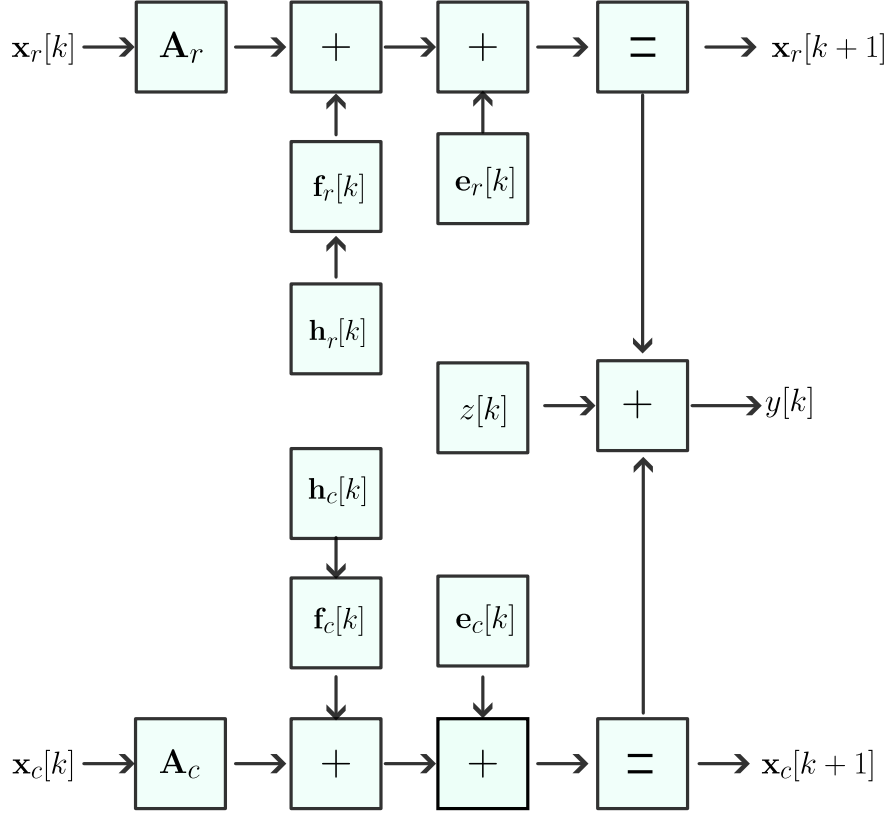 𝐱_r[k] 𝐀_r + + = 𝐱_r[k + 1]
𝐟_r[k] 𝐞_r[k]
𝐡_r[k]
z[k] + y[k]
𝐡_c[k]
𝐟_c[k] 𝐞_c[k]
𝐱_c[k] 𝐀_c + + = 𝐱_c[k + 1]